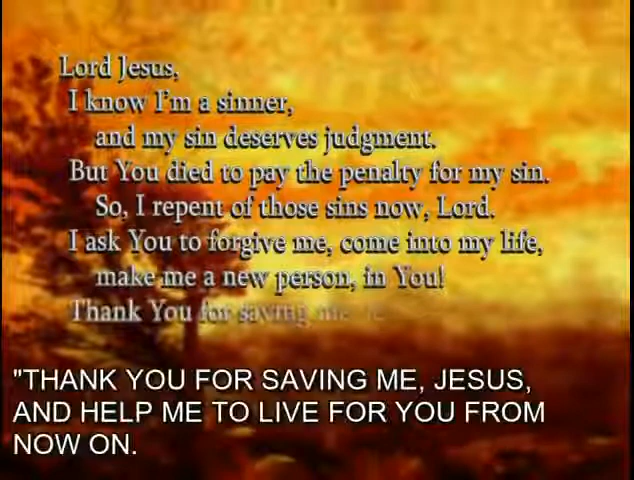 Lord Jesus,
I know I'm a sinner,
and my sin deserves judgment.
But You died to pay the penalty for my sin.
So, I repent of those sins now, Lord.
I ask You to forgive me, come into my life,
make me a new person, in You!
Thank You for saving me
"THANK YOU FOR SAVING ME, JESUS,
AND HELP ME TO LIVE FOR YOU FROM
NOW ON.